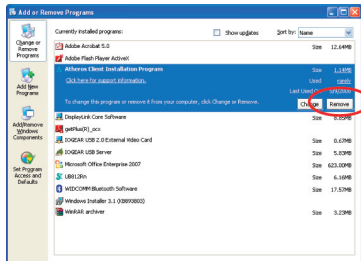 Add or Remove Programs
Change or
Remove
Programs
Add New
Programs
Add/Remove
Windows
Components
Set Program
Access and
Defaults
Currently installed programs:
Show updates
Sort by: Name
Adobe Acrobat 5.0 Size 12.64MB
Adobe Flash Player ActiveX
Atheros Client Installation Program Size 1.14MB
Click here for support information. Used rarely
Last Used On
To change this program or remove it from your computer, click Change or Remove. Change Remove
DisplayLink Core Software Size 8.85MB
getPlus(R)_ocx
IOGEAR USB 2.0 External Video Card Size 0.67MB
IOGEAR USB Server Size 5.83MB
Microsoft Office Enterprise 2007 Size 623.00MB
UB812Rn Size 6.16MB
WIDCOMM Bluetooth Software Size 17.57MB
Windows Installer 3.1 (KB893803)
WinRAR archiver Size 3.23MB